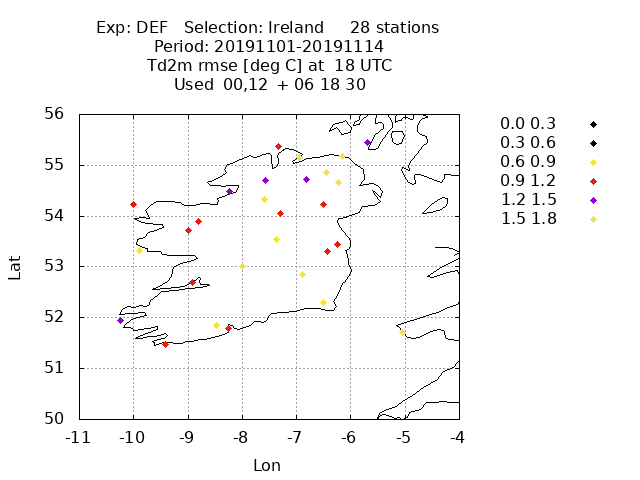 Exp: DEF Selection: Ireland 28 stations
Period: 20191101-20191114
Td2m rmse [deg C] at 18 UTC
Used 00,12 + 06 18 30
56
55
54
53
52
51
50
-11 -10 -9 -8 -7 -6 -5 -4
Lat
Lon
0.0 0.3
0.3 0.6
0.6 0.9
0.9 1.2
1.2 1.5
1.5 1.8